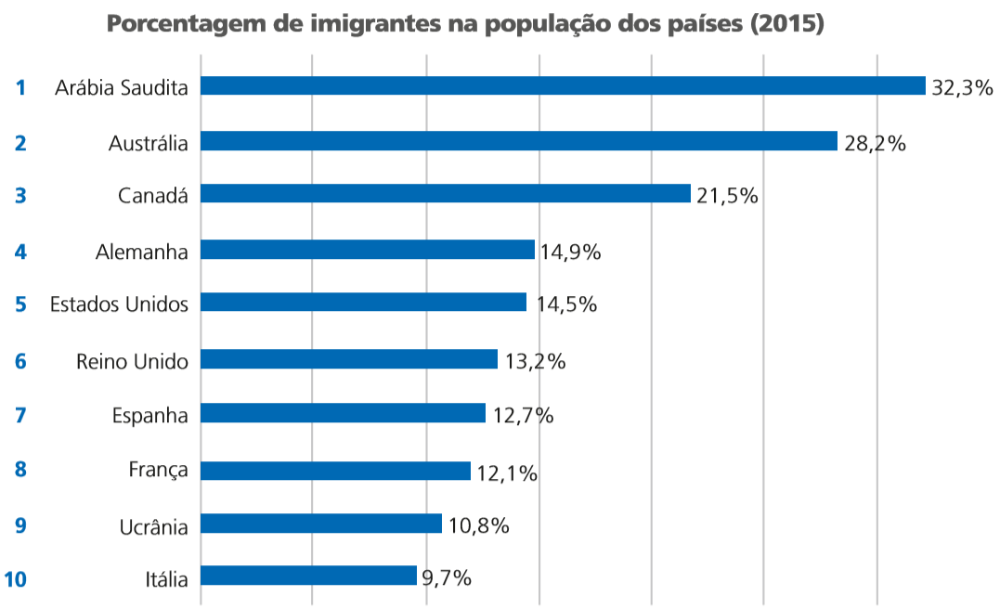 Porcentagem de imigrantes na população dos países (2015)
1 Arábia Saudita 32,3%
2 Austrália 28,2%
3 Canadá 21,5%
4 Alemanha 14,9%
5 Estados Unidos 14,5%
6 Reino Unido 13,2%
7 Espanha 12,7%
8 França 12,1%
9 Ucrânia 10,8%
10 Itália 9,7%